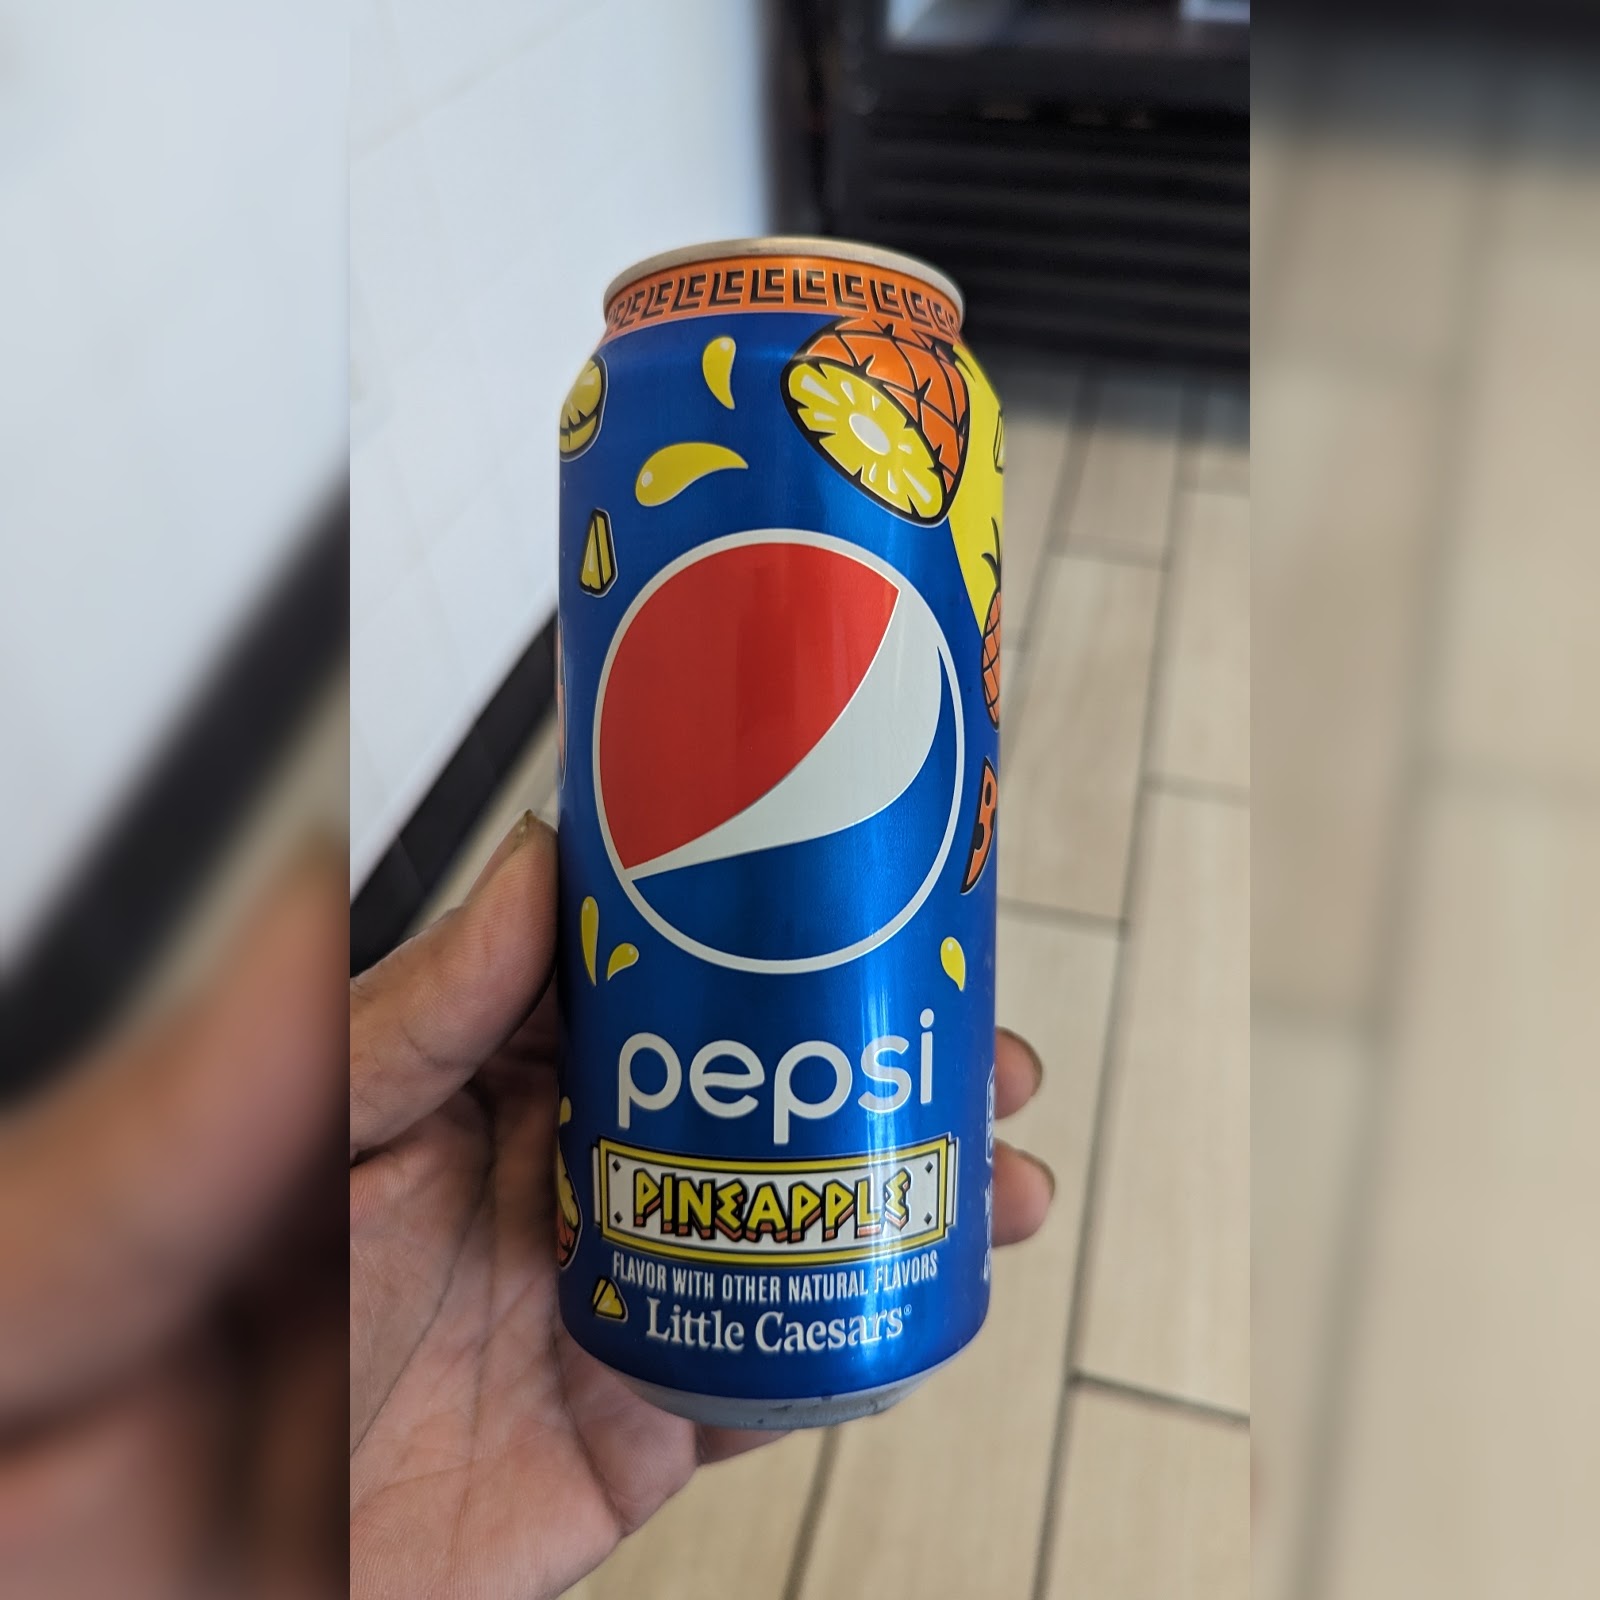 pepsi
PINEAPPLE
FLAVOR WITH OTHER NATURAL FLAVORS
Little Caesars®